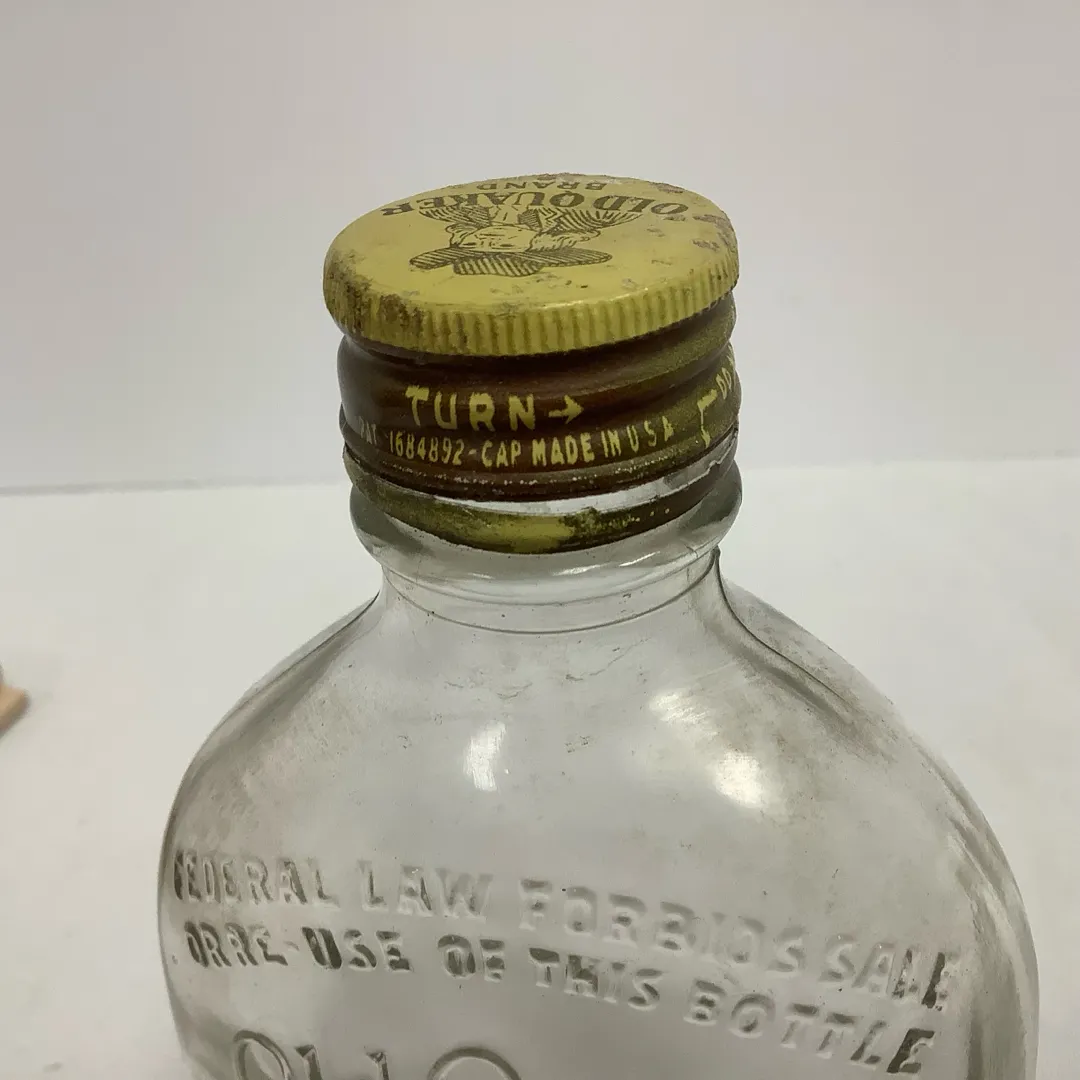 OLD QUAKER
BRAND
TURN→
PAT 1684892-CAP MADE IN USA
FEDERAL LAW FORBIDS SALE
OR RE-USE OF THIS BOTTLE
OLD